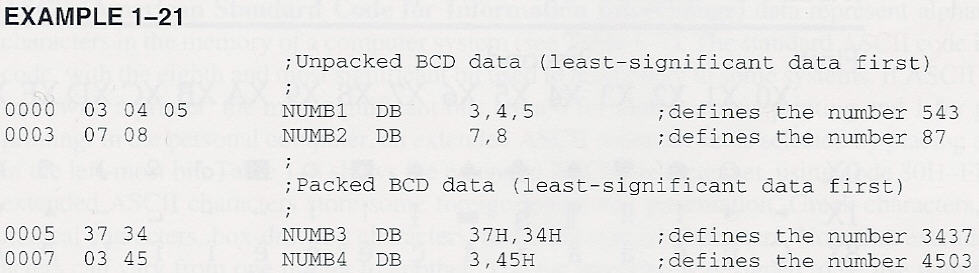 EXAMPLE 1–21
;Unpacked BCD data (least-significant data first)
;
0000 03 04 05 NUMB1 DB 3,4,5 ;defines the number 543
0003 07 08 NUMB2 DB 7,8 ;defines the number 87
;
;Packed BCD data (least-significant data first)
;
0005 37 34 NUMB3 DB 37H,34H ;defines the number 3437
0007 03 45 NUMB4 DB 3,45H ;defines the number 4503